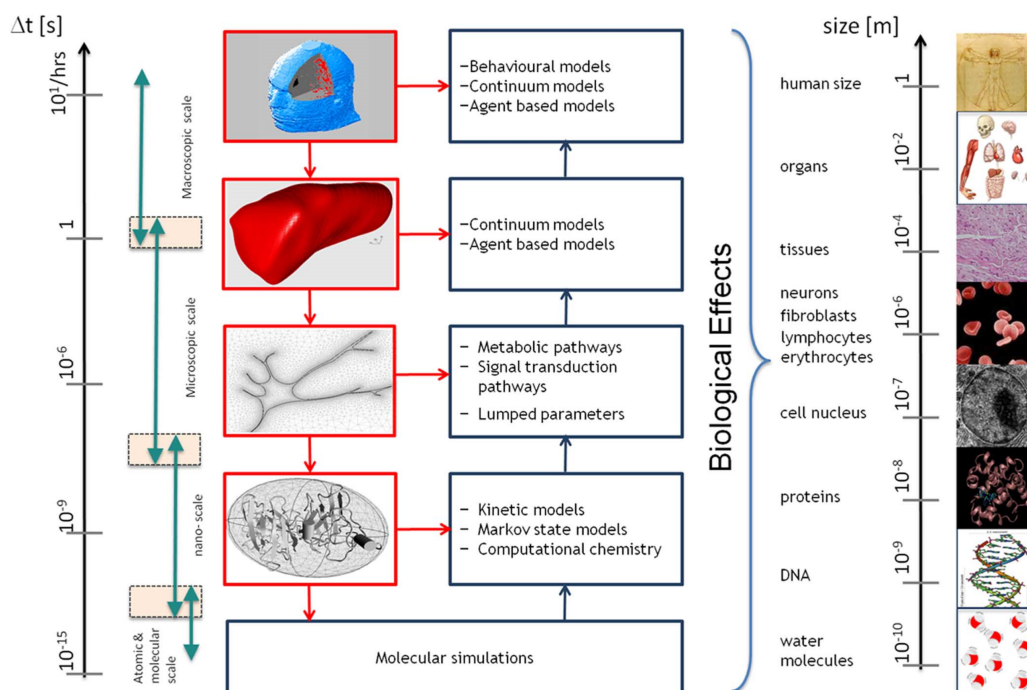 Δt [s]
10¹/hrs
1
10⁻⁶
10⁻⁹
10⁻¹⁵
Macroscopic scale
Microscopic scale
nano- scale
Atomic &
molecular
scale
–Behavioural models
–Continuum models
–Agent based models
–Continuum models
–Agent based models
– Metabolic pathways
– Signal transduction
pathways
– Lumped parameters
– Kinetic models
– Markov state models
– Computational chemistry
Molecular simulations
Biological Effects
size [m]
human size
1
organs
10⁻²
tissues
10⁻⁴
neurons
fibroblasts
lymphocytes
erythrocytes
10⁻⁶
cell nucleus
10⁻⁷
proteins
10⁻⁸
DNA
10⁻⁹
water
molecules
10⁻¹⁰